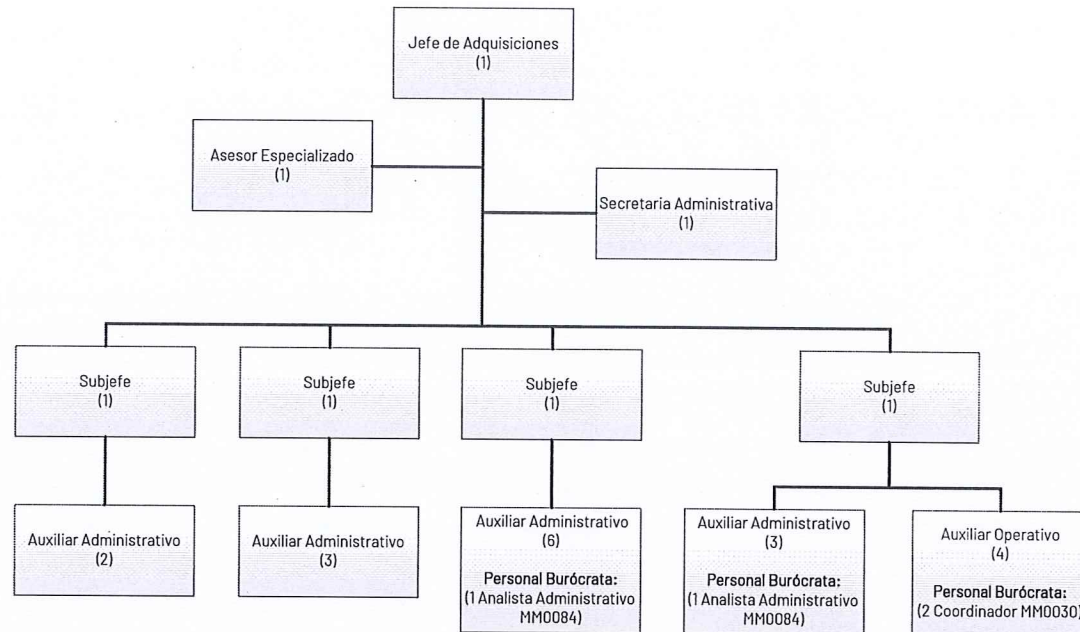 Jefe de Adquisiciones
(1)
Asesor Especializado
(1)
Secretaria Administrativa
(1)
Subjefe
(1)
Subjefe
(1)
Subjefe
(1)
Subjefe
(1)
Auxiliar Administrativo
(2)
Auxiliar Administrativo
(3)
Auxiliar Administrativo
(6)
Personal Burócrata:
(1 Analista Administrativo
MM0084)
Auxiliar Administrativo
(3)
Personal Burócrata:
(1 Analista Administrativo
MM0084)
Auxiliar Operativo
(4)
Personal Burócrata:
(2 Coordinador MM0030)